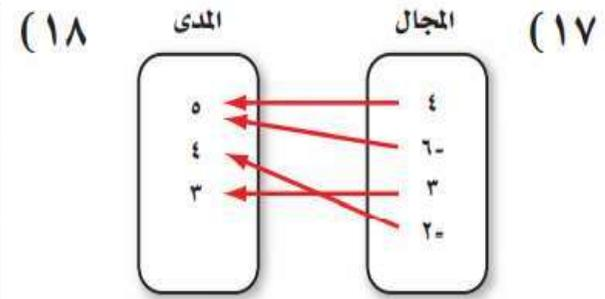 ١٧) المجال المدى ١٨)
٤ ٥
٦- ٤
٣ ٣
٢-